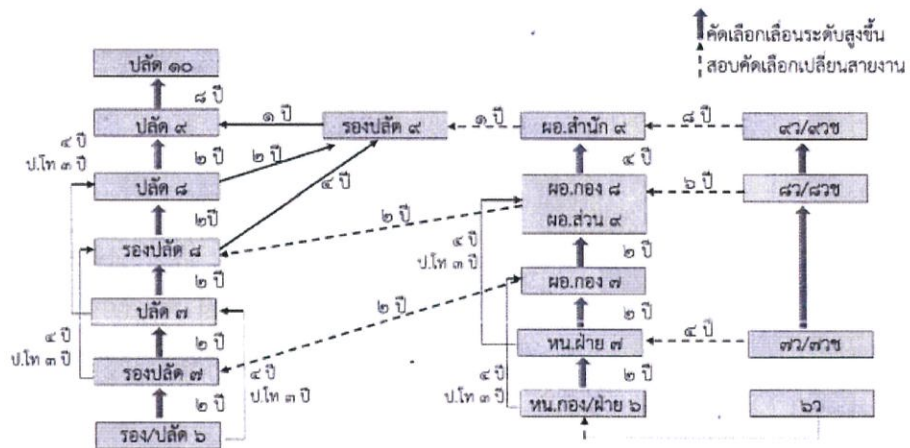 คัดเลือกเลื่อนระดับสูงขึ้น
สอบคัดเลือกเปลี่ยนสายงาน
ปลัด ๑๐
๘ ปี
ปลัด ๙
๑ ปี
รองปลัด ๙
๑ ปี
ผอ.สำนัก ๙
๘ ปี
๙ว/๙วช
๔ ปี
ป.โท ๓ ปี
๒ ปี
๒ ปี
๔ ปี
๔ ปี
ปลัด ๘
ผอ.กอง ๘
ผอ.ส่วน ๙
๖ ปี
๘ว/๘วช
๒ปี
๒ ปี
รองปลัด ๘
๔ ปี
ป.โท ๓ ปี
๒ ปี
๒ ปี
ผอ.กอง ๗
ปลัด ๗
๒ ปี
๒ ปี
๔ ปี
ป.โท ๓ ปี
๒ ปี
หน.ฝ่าย ๗
๔ ปี
๗ว/๗วช
รองปลัด ๗
๔ ปี
ป.โท ๓ ปี
๔ ปี
ป.โท ๓ ปี
๒ ปี
๒ ปี
หน.กอง/ฝ่าย ๖
๖ว
รอง/ปลัด ๖